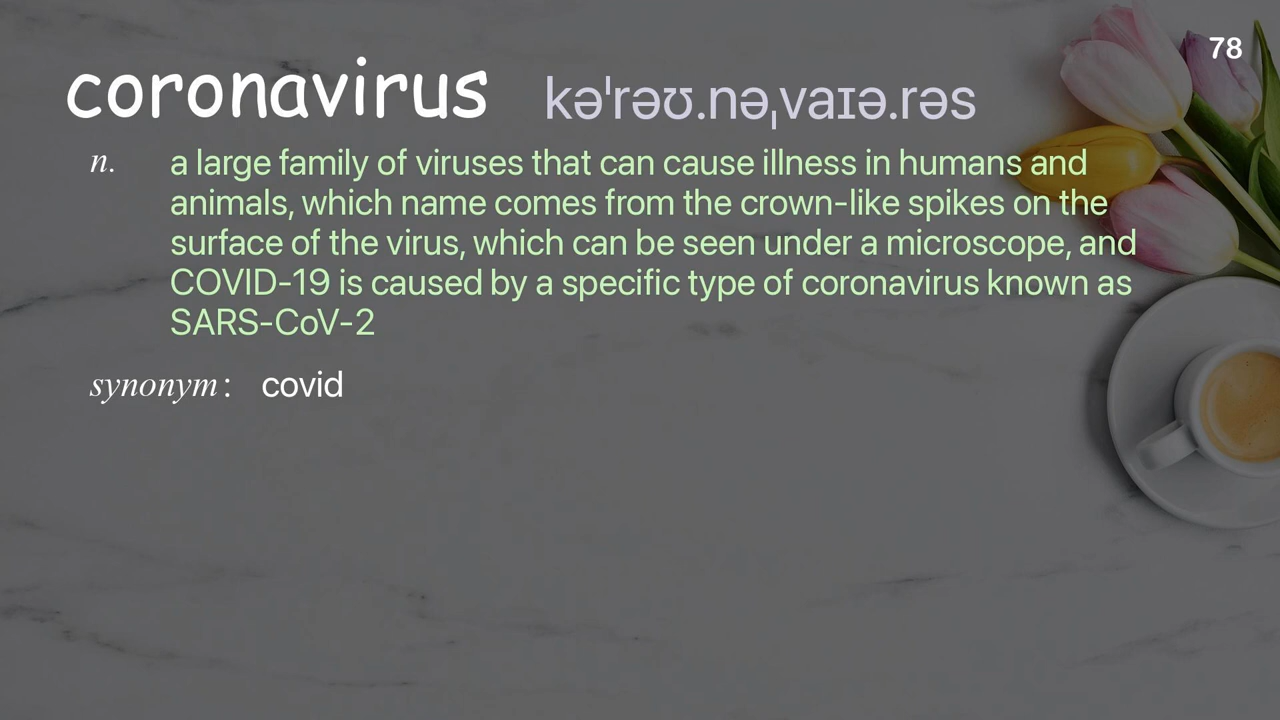 78
coronavirus kəˈrəʊ.nəˌvaɪə.rəs
n. a large family of viruses that can cause illness in humans and
animals, which name comes from the crown-like spikes on the
surface of the virus, which can be seen under a microscope, and
COVID-19 is caused by a specific type of coronavirus known as
SARS-CoV-2
synonym: covid